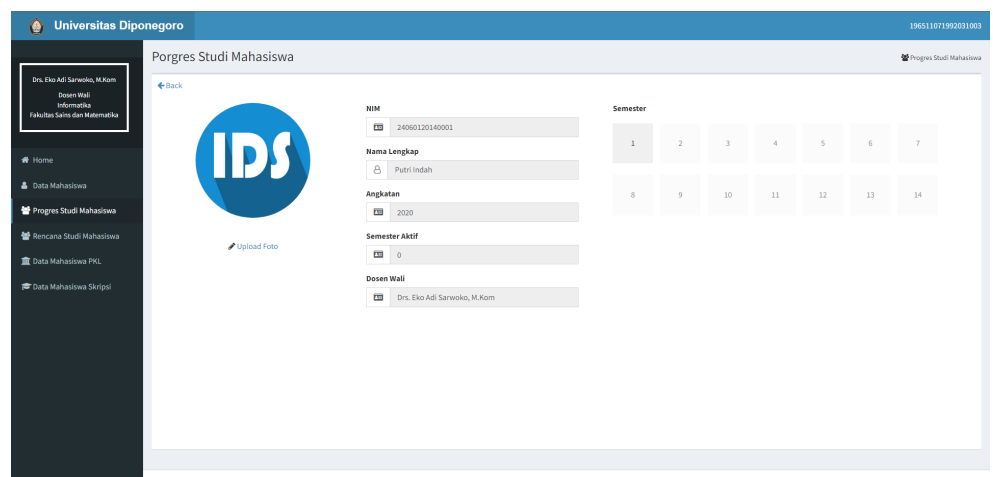 Universitas Diponegoro
196511071992031003
Drs. Eko Adi Sarwoko, M.Kom
Dosen Wali
Informatika
Fakultas Sains dan Matematika
Home
Data Mahasiswa
Progres Studi Mahasiswa
Rencana Studi Mahasiswa
Data Mahasiswa PKL
Data Mahasiswa Skripsi
Porgres Studi Mahasiswa
Progres Studi Mahasiswa
Back
IDS
Upload Foto
NIM
24060120140001
Nama Lengkap
Putri Indah
Angkatan
2020
Semester Aktif
0
Dosen Wali
Drs. Eko Adi Sarwoko, M.Kom
Semester
1 2 3 4 5 6 7
8 9 10 11 12 13 14